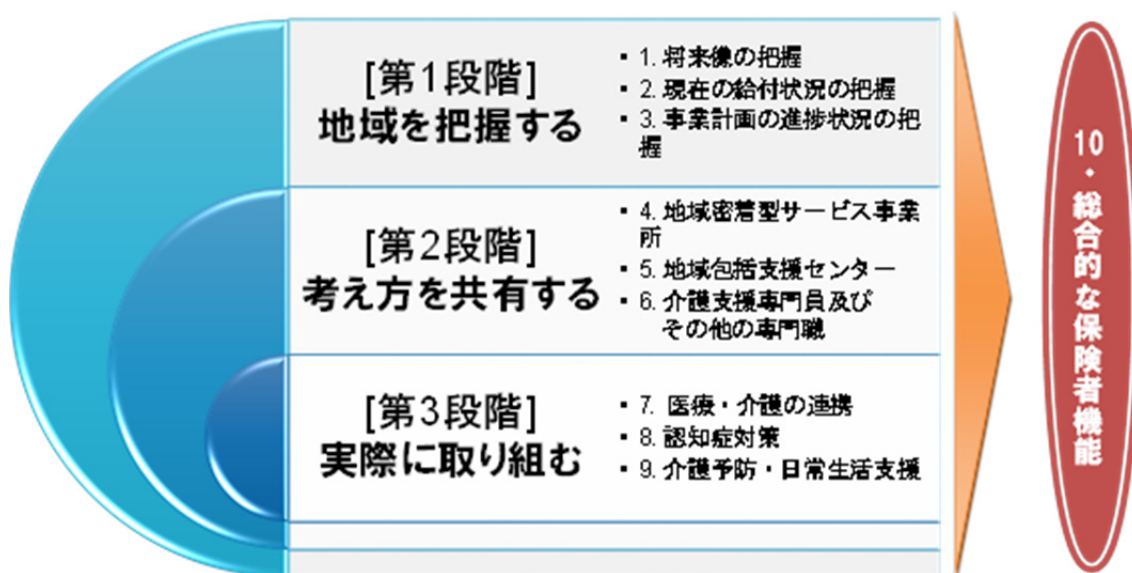 [第1段階]
地域を把握する
▪ 1. 将来像の把握
▪ 2. 現在の給付状況の把握
▪ 3. 事業計画の進捗状況の把
握
[第2段階]
考え方を共有する
▪ 4. 地域密着型サービス事業
所
▪ 5. 地域包括支援センター
▪ 6. 介護支援専門員及び
その他の専門職
[第3段階]
実際に取り組む
▪ 7. 医療・介護の連携
▪ 8. 認知症対策
▪ 9. 介護予防・日常生活支援
10・総合的な保険者機能